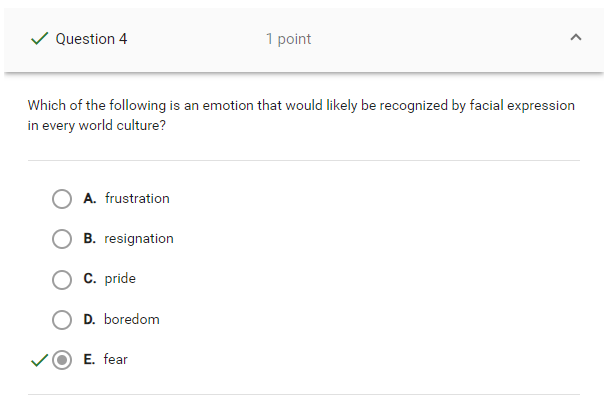 Question 4 1 point
Which of the following is an emotion that would likely be recognized by facial expression
in every world culture?
A. frustration
B. resignation
C. pride
D. boredom
E. fear